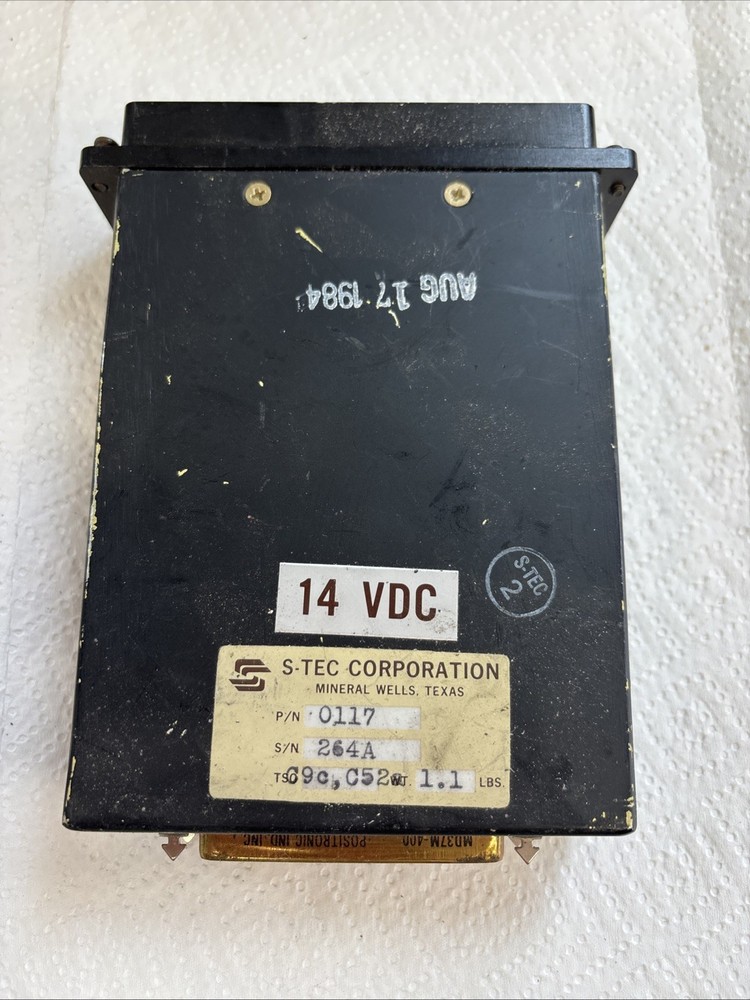 AUG 17 1984
14 VDC
S-TEC
2
S-TEC CORPORATION
MINERAL WELLS, TEXAS
P/N 0117
S/N 264A
TSO C9c, C52a WT. 1.1 LBS.
MD37M-400 POSITRONIC IND. INC.